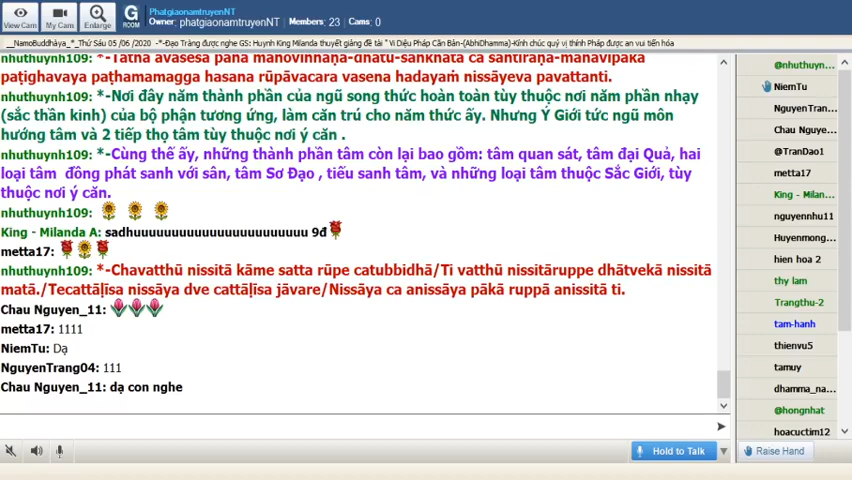 PhatgiaonamtruyenNT
Owner: phatgiaonamtruyenNT Members: 23 Cams: 0
View Cam
My Cam
Enlarge
G
ROOM
__NamoBuddhàya_*_Thứ Sáu 05 /06 /2020 -*-Đạo Tràng được nghe GS: Huynh King Milanda thuyết giảng đề tài " Vi Diệu Pháp Căn Bản-(AbhiDhamma)-Kính chúc quý vị thính Pháp được an vui tiến hóa
nhuthuynh109: *-Tatha avasesa pana manoviññāṇa-dhātu-sankhātā ca santīraṇa-mahāvipāka
paṭighavaya paṭhamamagga hasana rūpāvacara vasena hadayaṁ nissāyeva pavattanti.
nhuthuynh109: *-Nơi đây năm thành phần của ngũ song thức hoàn toàn tùy thuộc nơi năm phần nhạy
(sắc thần kinh) của bộ phận tương ứng, làm căn trú cho năm thức ấy. Nhưng Ý Giới tức ngũ môn
hướng tâm và 2 tiếp thọ tâm tùy thuộc nơi ý căn .
nhuthuynh109: *-Cùng thế ấy, những thành phần tâm còn lại bao gồm: tâm quan sát, tâm đại Quả, hai
loại tâm đồng phát sanh với sân, tâm Sơ Đạo , tiếu sanh tâm, và những loại tâm thuộc Sắc Giới, tùy
thuộc nơi ý căn.
nhuthuynh109:
King - Milanda A: sadhuuuuuuuuuuuuuuuuuuuuuuu 9đ
metta17:
nhuthuynh109: *-Chavatthū nissitā kāme satta rūpe catubbidhā/Ti vatthū nissitāruppe dhātvekā nissitā
matā./Tecattāḷīsa nissāya dve cattāḷīsa jāvare/Nissāya ca anissāya pākā ruppā anissitā ti.
Chau Nguyen_11:
metta17: 1111
NiemTu: Dạ
NguyenTrang04: 111
Chau Nguyen_11: dạ con nghe
@nhuthuyn...
NiemTu
NguyenTran...
Chau Nguye...
@TranDao1
metta17
King - Milan...
nguyennhu11
Huyenmong...
hien hoa 2
thy lam
Trangthu-2
tam-hanh
thienvu5
tamuy
dhamma_na...
@hongnhat
hoacuctim12
Hold to Talk
Raise Hand